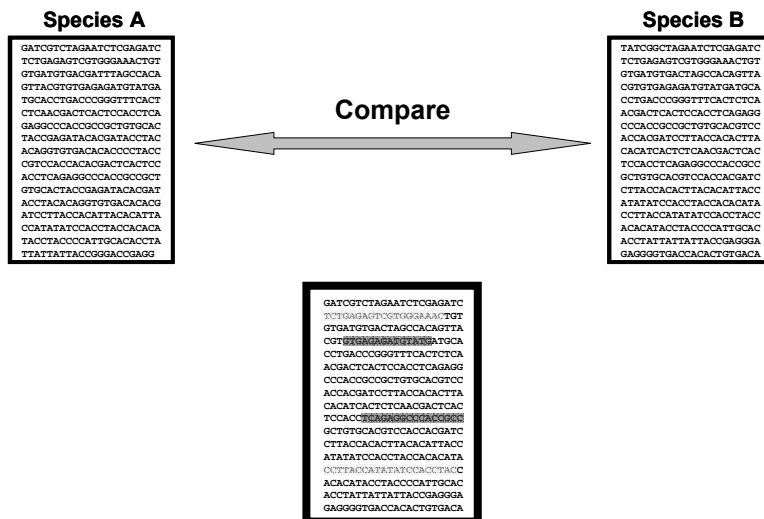 Species A
GATCGTCTAGAATCTCGAGATC
TCTGAGAGTCGTGGGAAACTGT
GTGATGTGACGATTTAGCCACA
GTTACGTGTGAGAGATGTATGA
TGCACCTGACCCGGGTTTCACT
CTCAACGACTCACTCCACCTCA
GAGGCCCACCGCCGCTGTGCAC
TACCGAGATACACGATACCTAC
ACAGGTGTGACACACCCCTACC
CGTCCACCACACGACTCACTCC
ACCTCAGAGGCCCACCGCCGCT
GTGCACTACCGAGATACACGAT
ACCTACACAGGTGTGACACACG
ATCCTTACCACATTACACATTA
CCATATATCCACCTACCACACA
TACCTACCCCATTGCACACCTA
TTATTATTACCGGGACCGAGG
Compare
Species B
TATCGGCTAGAATCTCGAGATC
TCTGAGAGTCGTGGGAAACTGT
GTGATGTGACTAGCCACAGTTA
CGTGTGAGAGATGTATGATGCA
CCTGACCCGGGTTTCACTCTCA
ACGACTCACTCCACCTCAGAGG
CCCACCGCCGCTGTGCACGTCC
ACCACGATCCTTACCACACTTA
CACATCACTCTCAACGACTCAC
TCCACCTCAGAGGCCCACCGCC
GCTGTGCACGTCCACCACGATC
CTTACCACACTTACACATTACC
ATATATCCACCTACCACACATA
CCTTACCATATATCCACCTACC
ACACATACCTACCCCATTGCAC
ACCTATTATTATTACCGAGGGA
GAGGGGTGACCACACTGTGACA
GATCGTCTAGAATCTCGAGATC
TCTGAGAGTCGTGGGAAACTGT
GTGATGTGACTAGCCACAGTTA
CGTGTGAGAGATGTATGATGCA
CCTGACCCGGGTTTCACTCTCA
ACGACTCACTCCACCTCAGAGG
CCCACCGCCGCTGTGCACGTCC
ACCACGATCCTTACCACACTTA
CACATCACTCTCAACGACTCAC
TCCACCTCAGAGGCCCACCGCC
GCTGTGCACGTCCACCACGATC
CTTACCACACTTACACATTACC
ATATATCCACCTACCACACATA
CCTTACCATATATCCACCTACC
ACACATACCTACCCCATTGCAC
ACCTATTATTATTACCGAGGGA
GAGGGGTGACCACACTGTGACA